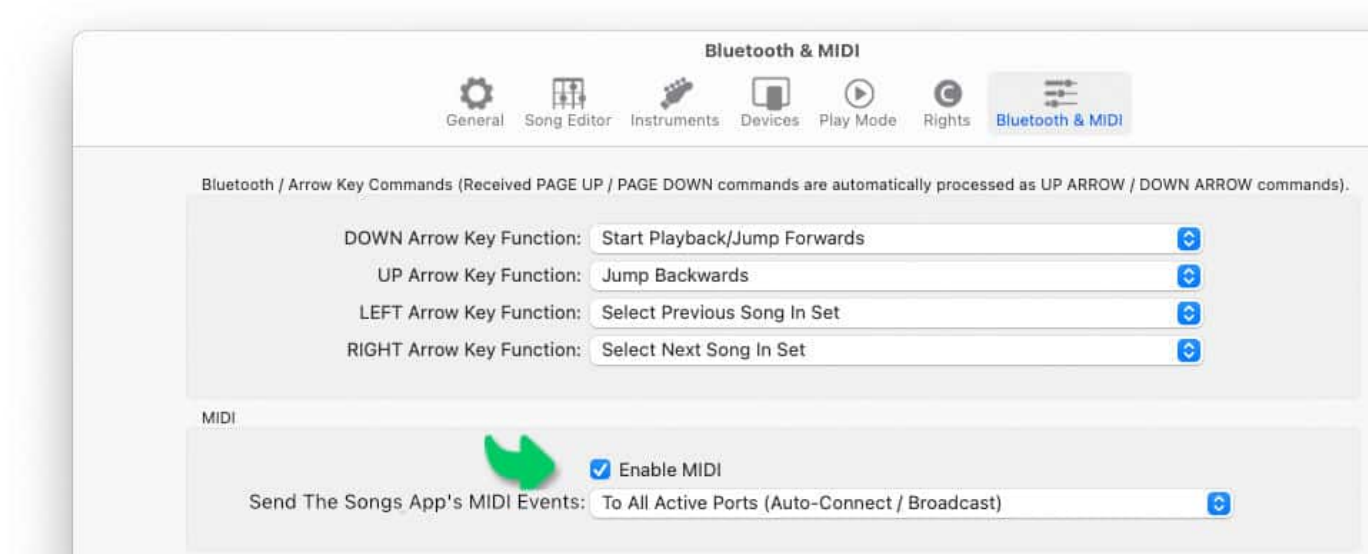 Bluetooth & MIDI
General Song Editor Instruments Devices Play Mode Rights Bluetooth & MIDI
Bluetooth / Arrow Key Commands (Received PAGE UP / PAGE DOWN commands are automatically processed as UP ARROW / DOWN ARROW commands).
DOWN Arrow Key Function: Start Playback/Jump Forwards
UP Arrow Key Function: Jump Backwards
LEFT Arrow Key Function: Select Previous Song In Set
RIGHT Arrow Key Function: Select Next Song In Set
MIDI
Enable MIDI
Send The Songs App's MIDI Events: To All Active Ports (Auto-Connect / Broadcast)